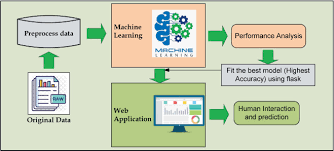 Preprocess data
Machine
Learning
MACHINE
LEARNING
Performance Analysis
Fit the best model (Highest
Accuracy) using flask
RAW
Original Data
Web
Application
Human Interaction
and prediction